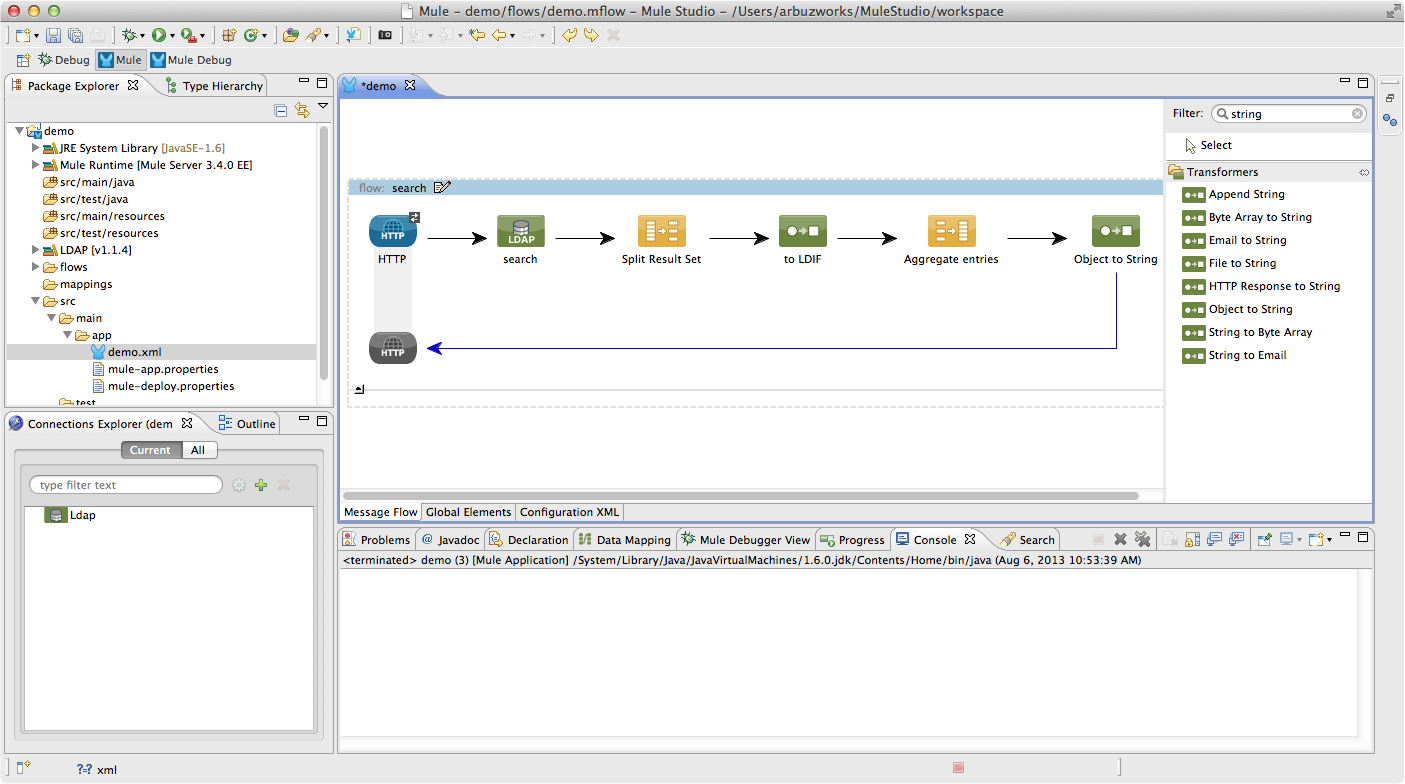 Mule – demo/flows/demo.mflow – Mule Studio – /Users/arbuzworks/MuleStudio/workspace
Debug Mule Mule Debug
Package Explorer Type Hierarchy
demo
JRE System Library [JavaSE-1.6]
Mule Runtime [Mule Server 3.4.0 EE]
src/main/java
src/test/java
src/main/resources
src/test/resources
LDAP [v1.1.4]
flows
mappings
src
main
app
demo.xml
mule-app.properties
mule-deploy.properties
test
Connections Explorer (dem Outline
Current All
type filter text
Ldap
*demo
flow: search
HTTP LDAP
HTTP search Split Result Set to LDIF Aggregate entries Object to String
HTTP
Message Flow Global Elements Configuration XML
Filter: string
Select
Transformers
Append String
Byte Array to String
Email to String
File to String
HTTP Response to String
Object to String
String to Byte Array
String to Email
Problems @ Javadoc Declaration Data Mapping Mule Debugger View Progress Console Search
<terminated> demo (3) [Mule Application] /System/Library/Java/JavaVirtualMachines/1.6.0.jdk/Contents/Home/bin/java (Aug 6, 2013 10:53:39 AM)
?-? xml